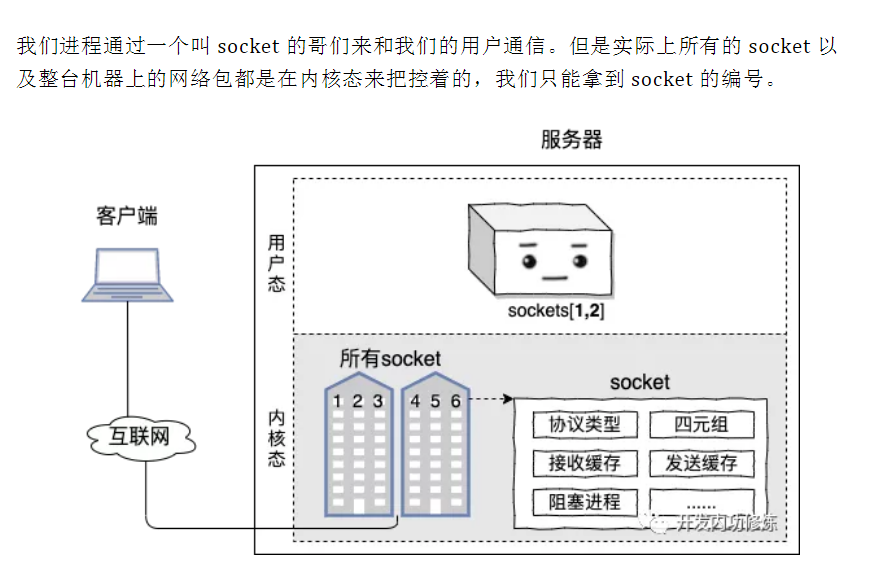 我们进程通过一个叫 socket 的哥们来和我们的用户通信。但是实际上所有的 socket 以
及整台机器上的网络包都是在内核态来把控着的，我们只能拿到 socket 的编号。
服务器
客户端
用户态
sockets[1,2]
所有socket
1 2 3 4 5 6
socket
内核态
协议类型 四元组
互联网
接收缓存 发送缓存
阻塞进程 ......
开发内功修炼